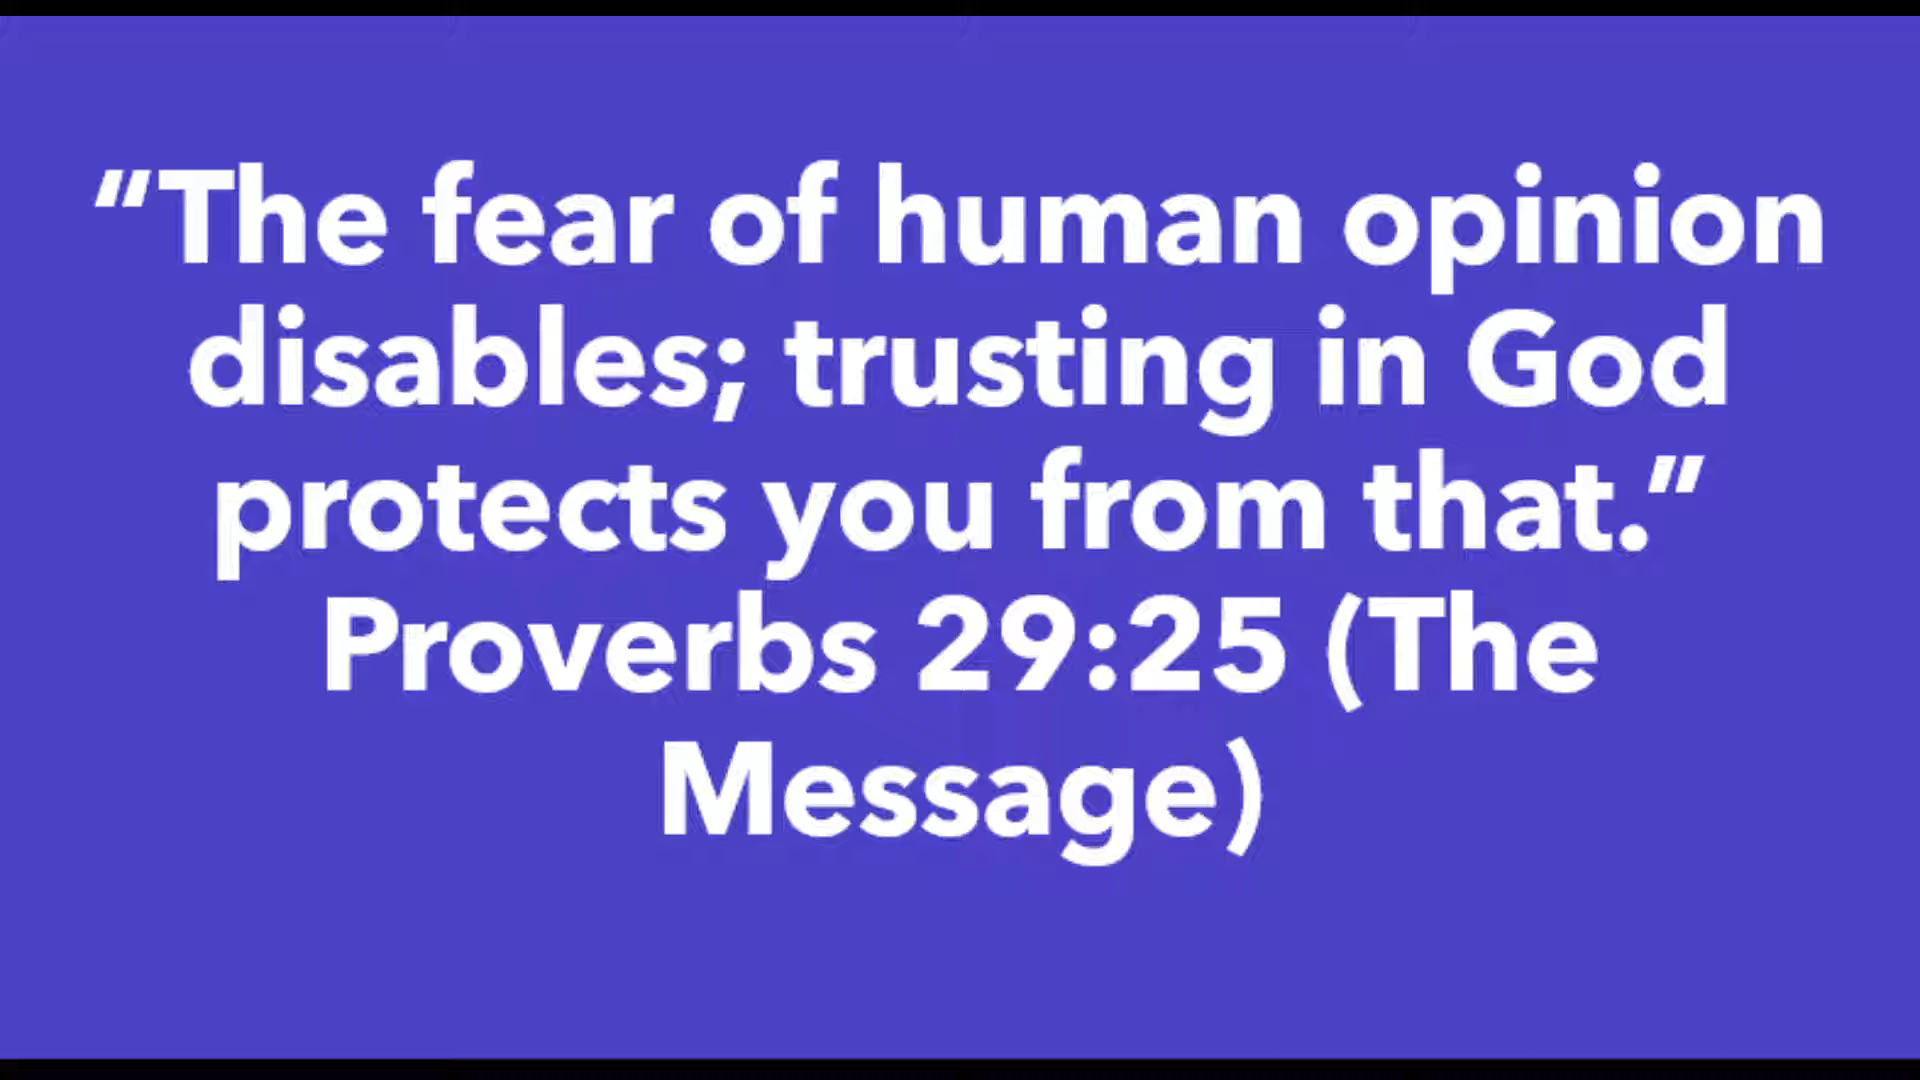 “The fear of human opinion
disables; trusting in God
protects you from that.”
Proverbs 29:25 (The
Message)